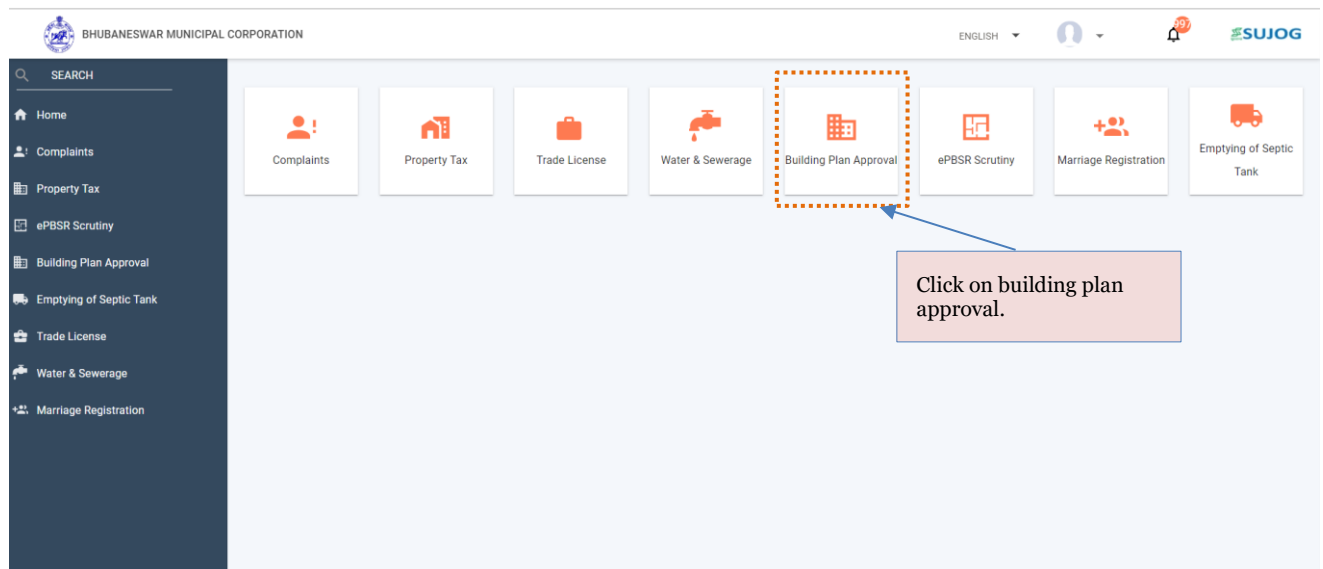 BHUBANESWAR MUNICIPAL CORPORATION
ENGLISH
997
SUJOG
SEARCH
Home
Complaints
Property Tax
ePBSR Scrutiny
Building Plan Approval
Emptying of Septic Tank
Trade License
Water & Sewerage
Marriage Registration
Complaints
Property Tax
Trade License
Water & Sewerage
Building Plan Approval
ePBSR Scrutiny
Marriage Registration
Emptying of Septic
Tank
Click on building plan
approval.